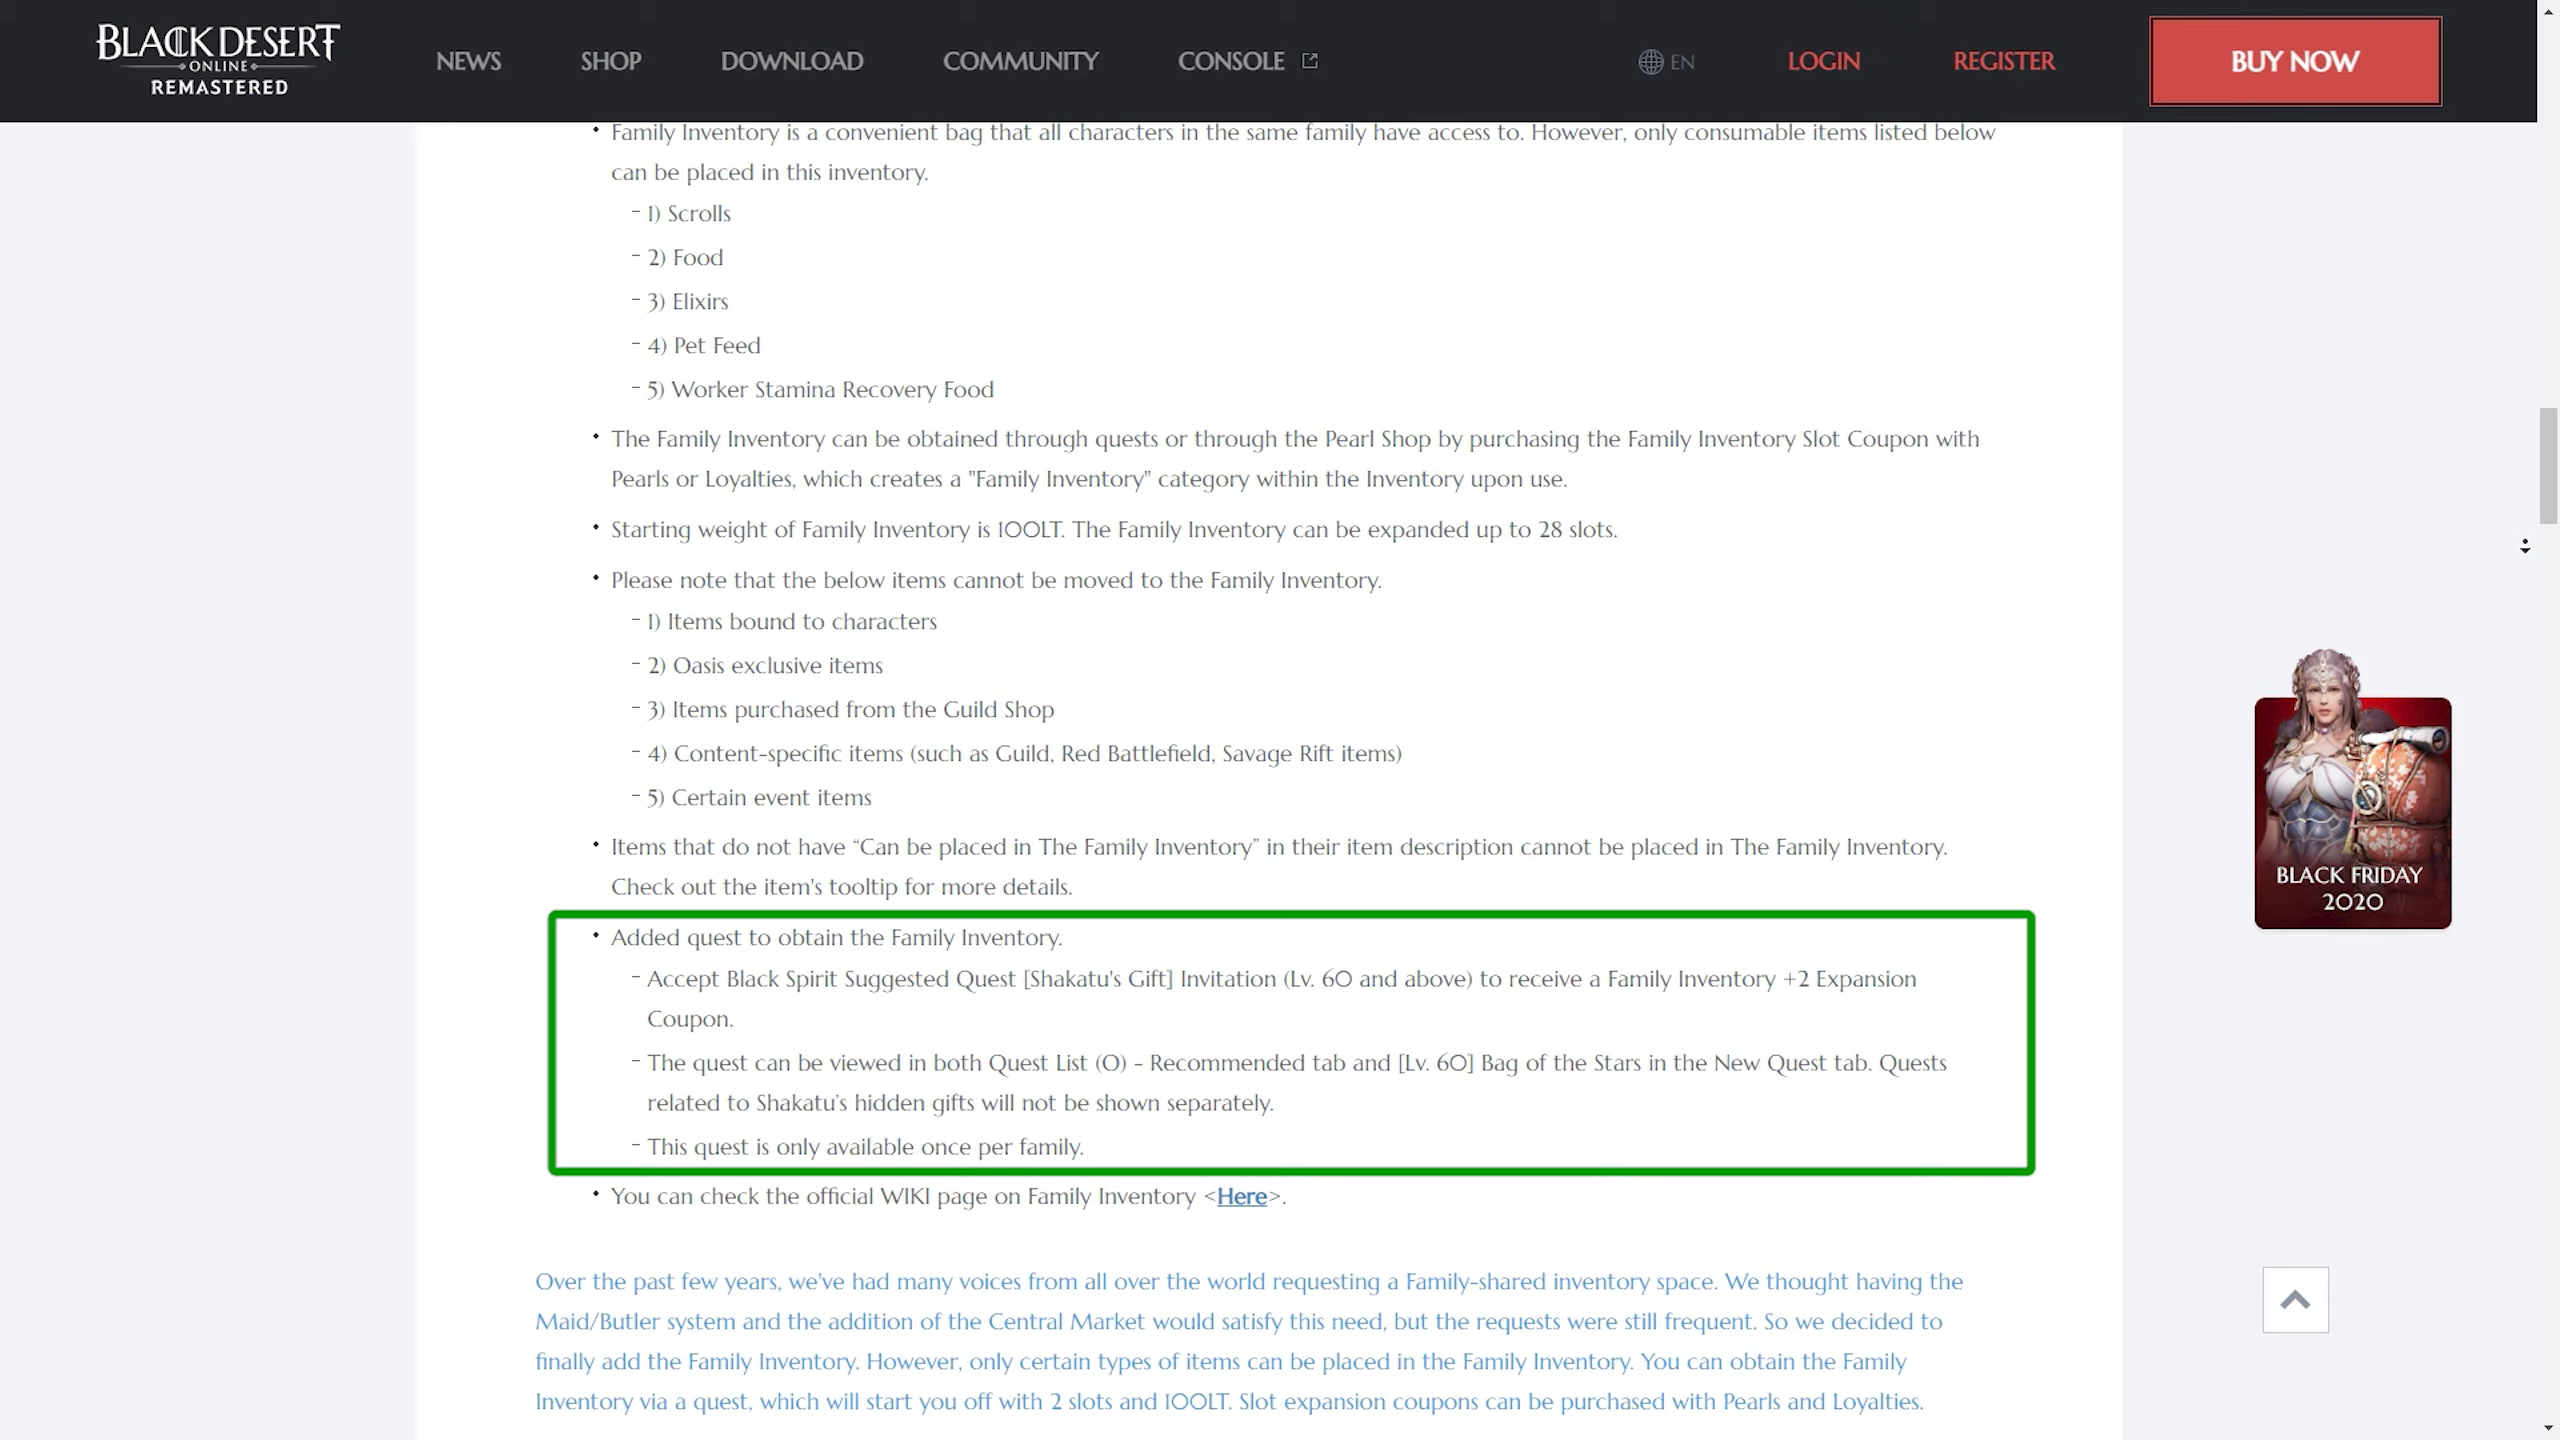 BLACK DESERT
ONLINE
REMASTERED
NEWS
SHOP
DOWNLOAD
COMMUNITY
CONSOLE
EN
LOGIN
REGISTER
BUY NOW
• Family Inventory is a convenient bag that all characters in the same family have access to. However, only consumable items listed below
can be placed in this inventory.
- 1) Scrolls
- 2) Food
- 3) Elixirs
- 4) Pet Feed
- 5) Worker Stamina Recovery Food
• The Family Inventory can be obtained through quests or through the Pearl Shop by purchasing the Family Inventory Slot Coupon with
Pearls or Loyalties, which creates a "Family Inventory" category within the Inventory upon use.
• Starting weight of Family Inventory is 100LT. The Family Inventory can be expanded up to 28 slots.
• Please note that the below items cannot be moved to the Family Inventory.
- 1) Items bound to characters
- 2) Oasis exclusive items
- 3) Items purchased from the Guild Shop
- 4) Content-specific items (such as Guild, Red Battlefield, Savage Rift items)
- 5) Certain event items
• Items that do not have “Can be placed in The Family Inventory” in their item description cannot be placed in The Family Inventory.
Check out the item's tooltip for more details.
BLACK FRIDAY
2020
• Added quest to obtain the Family Inventory.
- Accept Black Spirit Suggested Quest [Shakatu's Gift] Invitation (Lv. 60 and above) to receive a Family Inventory +2 Expansion
Coupon.
- The quest can be viewed in both Quest List (O) - Recommended tab and [Lv. 60] Bag of the Stars in the New Quest tab. Quests
related to Shakatu’s hidden gifts will not be shown separately.
- This quest is only available once per family.
• You can check the official WIKI page on Family Inventory <Here>.
Over the past few years, we've had many voices from all over the world requesting a Family-shared inventory space. We thought having the
Maid/Butler system and the addition of the Central Market would satisfy this need, but the requests were still frequent. So we decided to
finally add the Family Inventory. However, only certain types of items can be placed in the Family Inventory. You can obtain the Family
Inventory via a quest, which will start you off with 2 slots and 100LT. Slot expansion coupons can be purchased with Pearls and Loyalties.